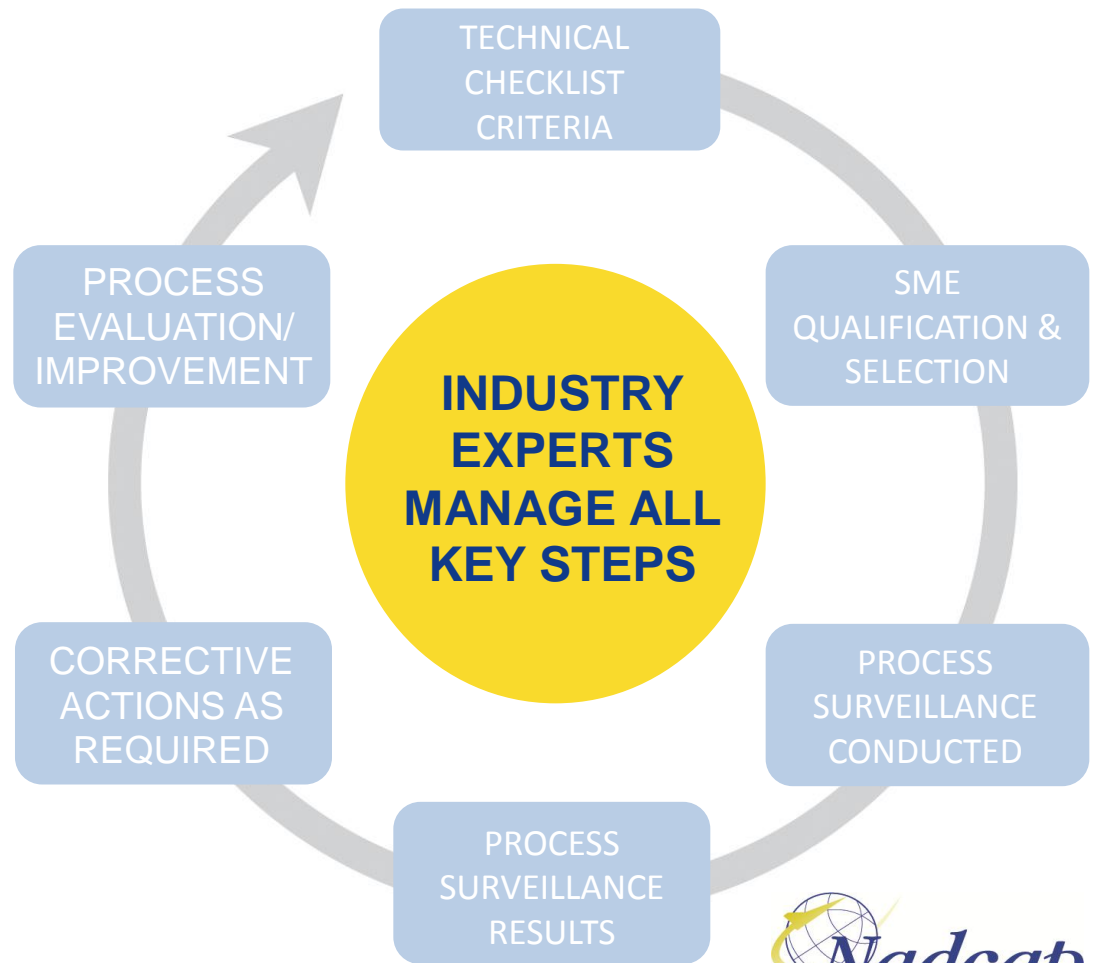 TECHNICAL
CHECKLIST
CRITERIA
SME
QUALIFICATION &
SELECTION
PROCESS
SURVEILLANCE
CONDUCTED
PROCESS
SURVEILLANCE
RESULTS
CORRECTIVE
ACTIONS AS
REQUIRED
PROCESS
EVALUATION/
IMPROVEMENT
INDUSTRY
EXPERTS
MANAGE ALL
KEY STEPS
Nadcap